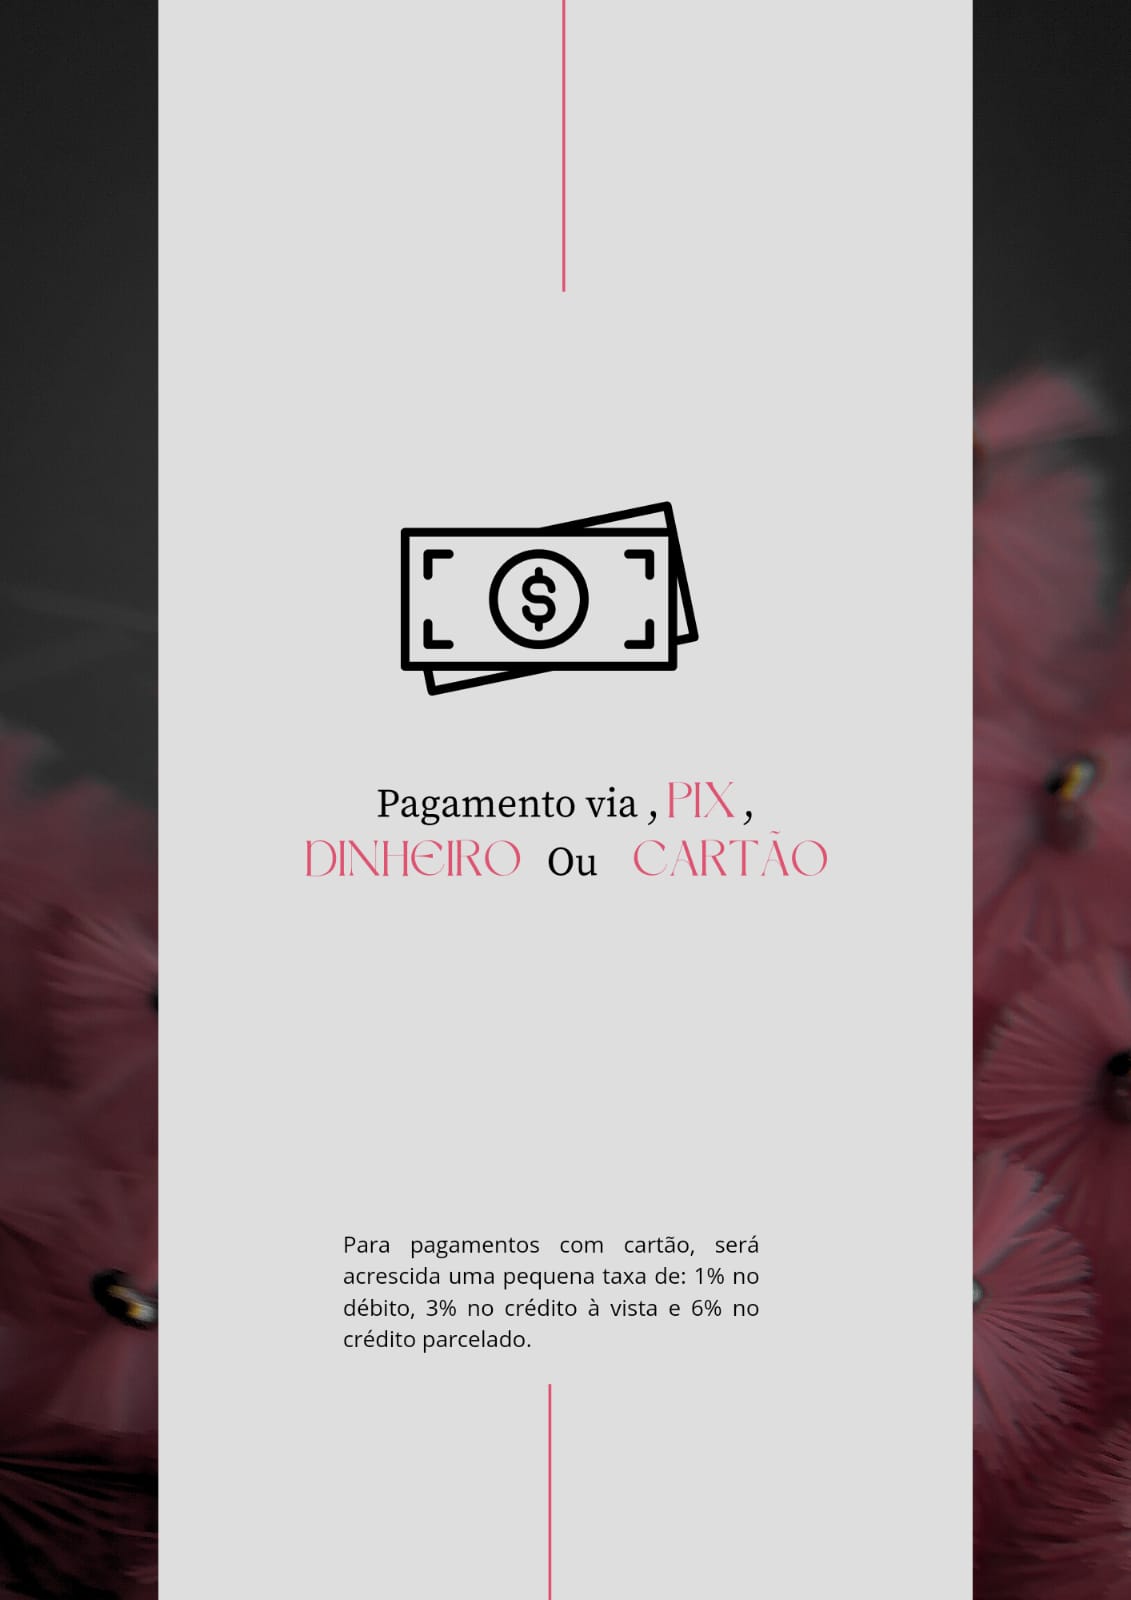 $
Pagamento via , PIX ,
DINHEIRO Ou CARTÃO
Para pagamentos com cartão, será
acrescida uma pequena taxa de: 1% no
débito, 3% no crédito à vista e 6% no
crédito parcelado.